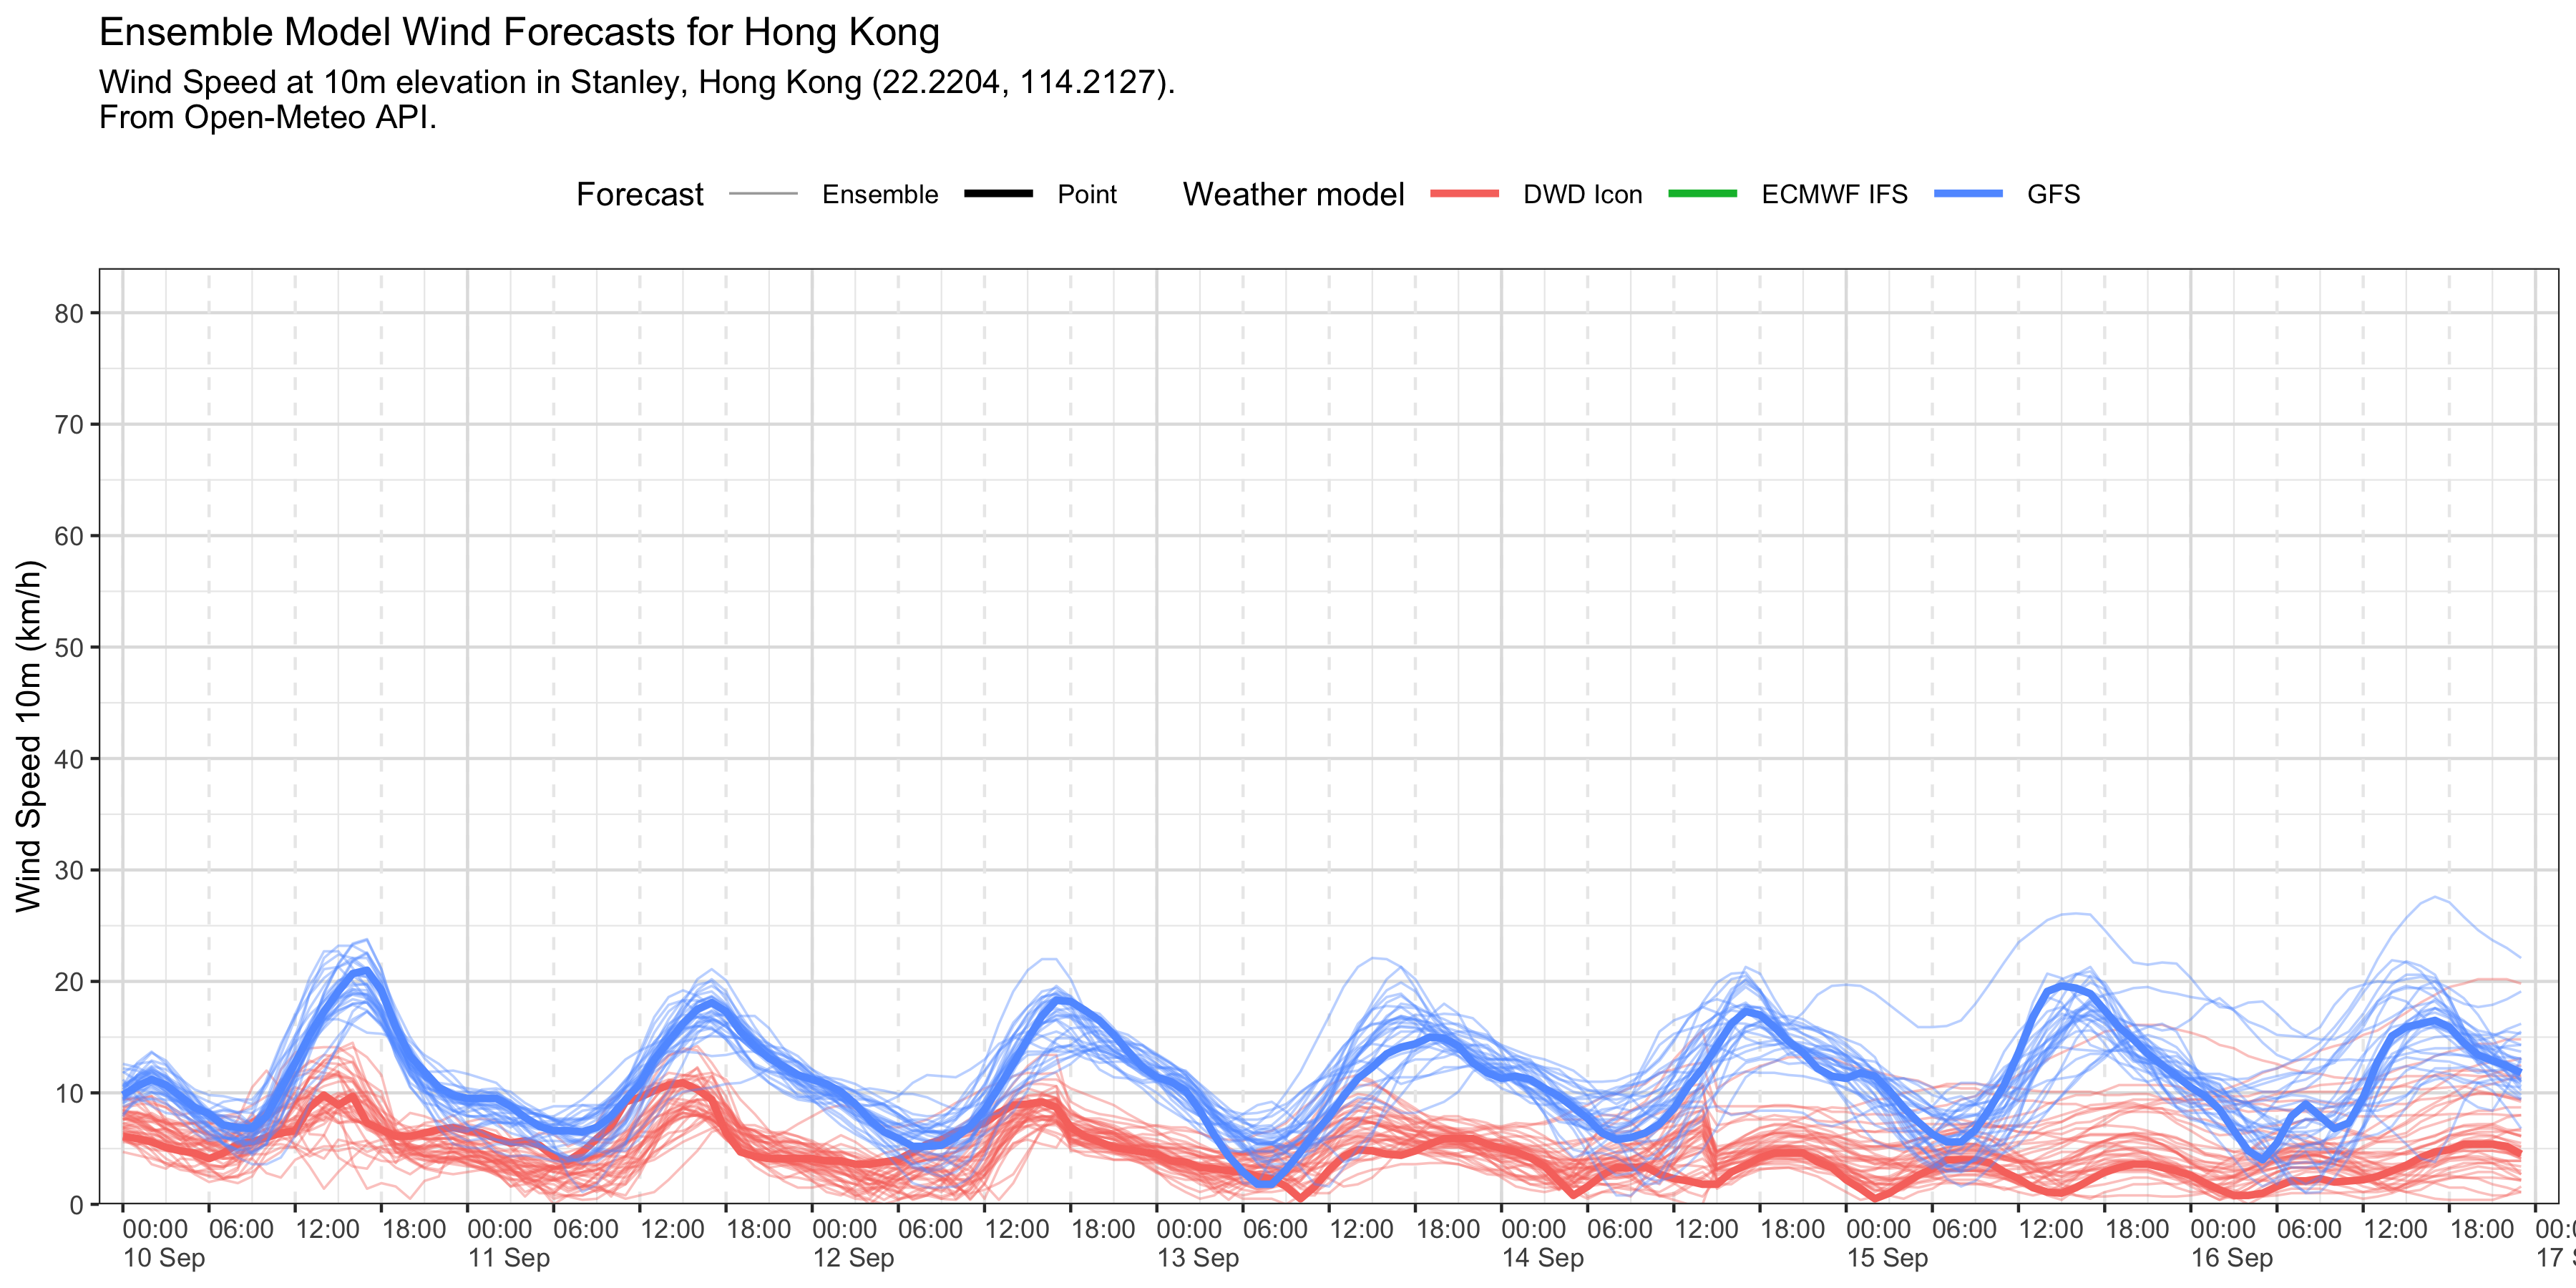 Ensemble Model Wind Forecasts for Hong Kong
Wind Speed at 10m elevation in Stanley, Hong Kong (22.2204, 114.2127).
From Open-Meteo API.
Forecast Ensemble Point Weather model DWD Icon ECMWF IFS GFS
Wind Speed 10m (km/h)
80
70
60
50
40
30
20
10
0
00:00 06:00 12:00 18:00 00:00 06:00 12:00 18:00 00:00 06:00 12:00 18:00 00:00 06:00 12:00 18:00 00:00 06:00 12:00 18:00 00:00 06:00 12:00 18:00 00:00 06:00 12:00 18:00
10 Sep 11 Sep 12 Sep 13 Sep 14 Sep 15 Sep 16 Sep 17